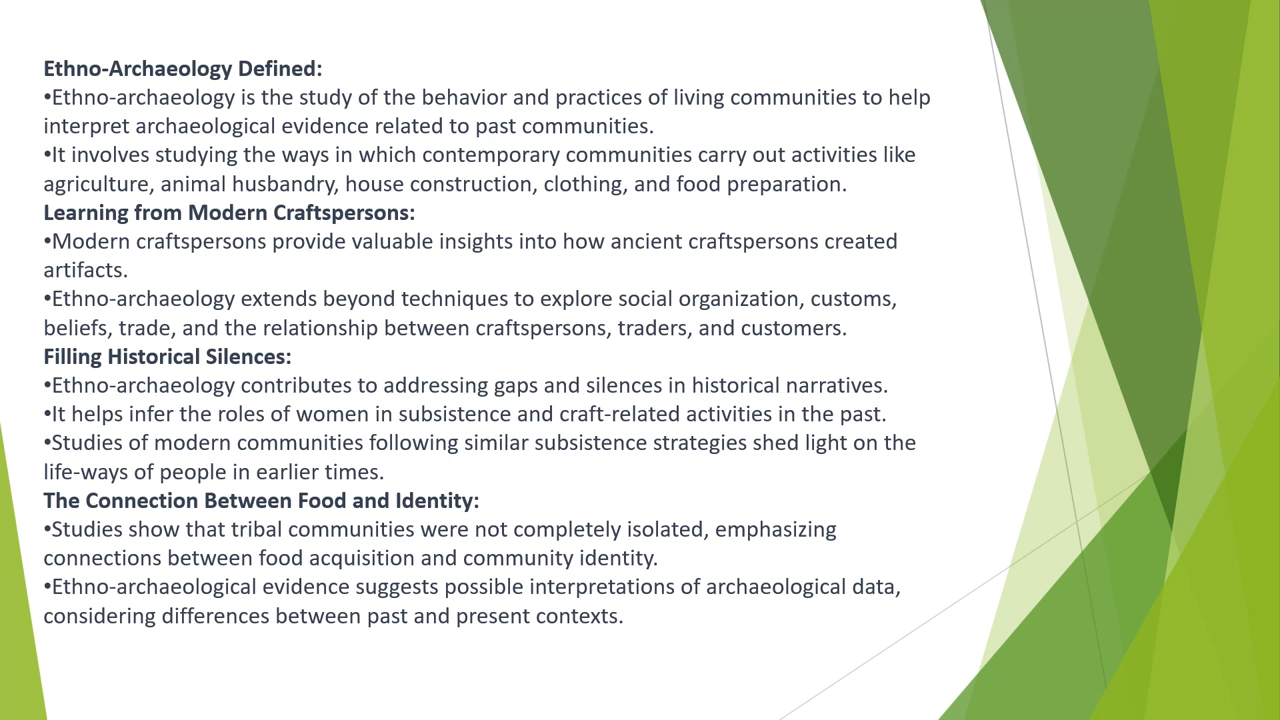 Ethno-Archaeology Defined:
•Ethno-archaeology is the study of the behavior and practices of living communities to help
interpret archaeological evidence related to past communities.
•It involves studying the ways in which contemporary communities carry out activities like
agriculture, animal husbandry, house construction, clothing, and food preparation.
Learning from Modern Craftspersons:
•Modern craftspersons provide valuable insights into how ancient craftspersons created
artifacts.
•Ethno-archaeology extends beyond techniques to explore social organization, customs,
beliefs, trade, and the relationship between craftspersons, traders, and customers.
Filling Historical Silences:
•Ethno-archaeology contributes to addressing gaps and silences in historical narratives.
•It helps infer the roles of women in subsistence and craft-related activities in the past.
•Studies of modern communities following similar subsistence strategies shed light on the
life-ways of people in earlier times.
The Connection Between Food and Identity:
•Studies show that tribal communities were not completely isolated, emphasizing
connections between food acquisition and community identity.
•Ethno-archaeological evidence suggests possible interpretations of archaeological data,
considering differences between past and present contexts.